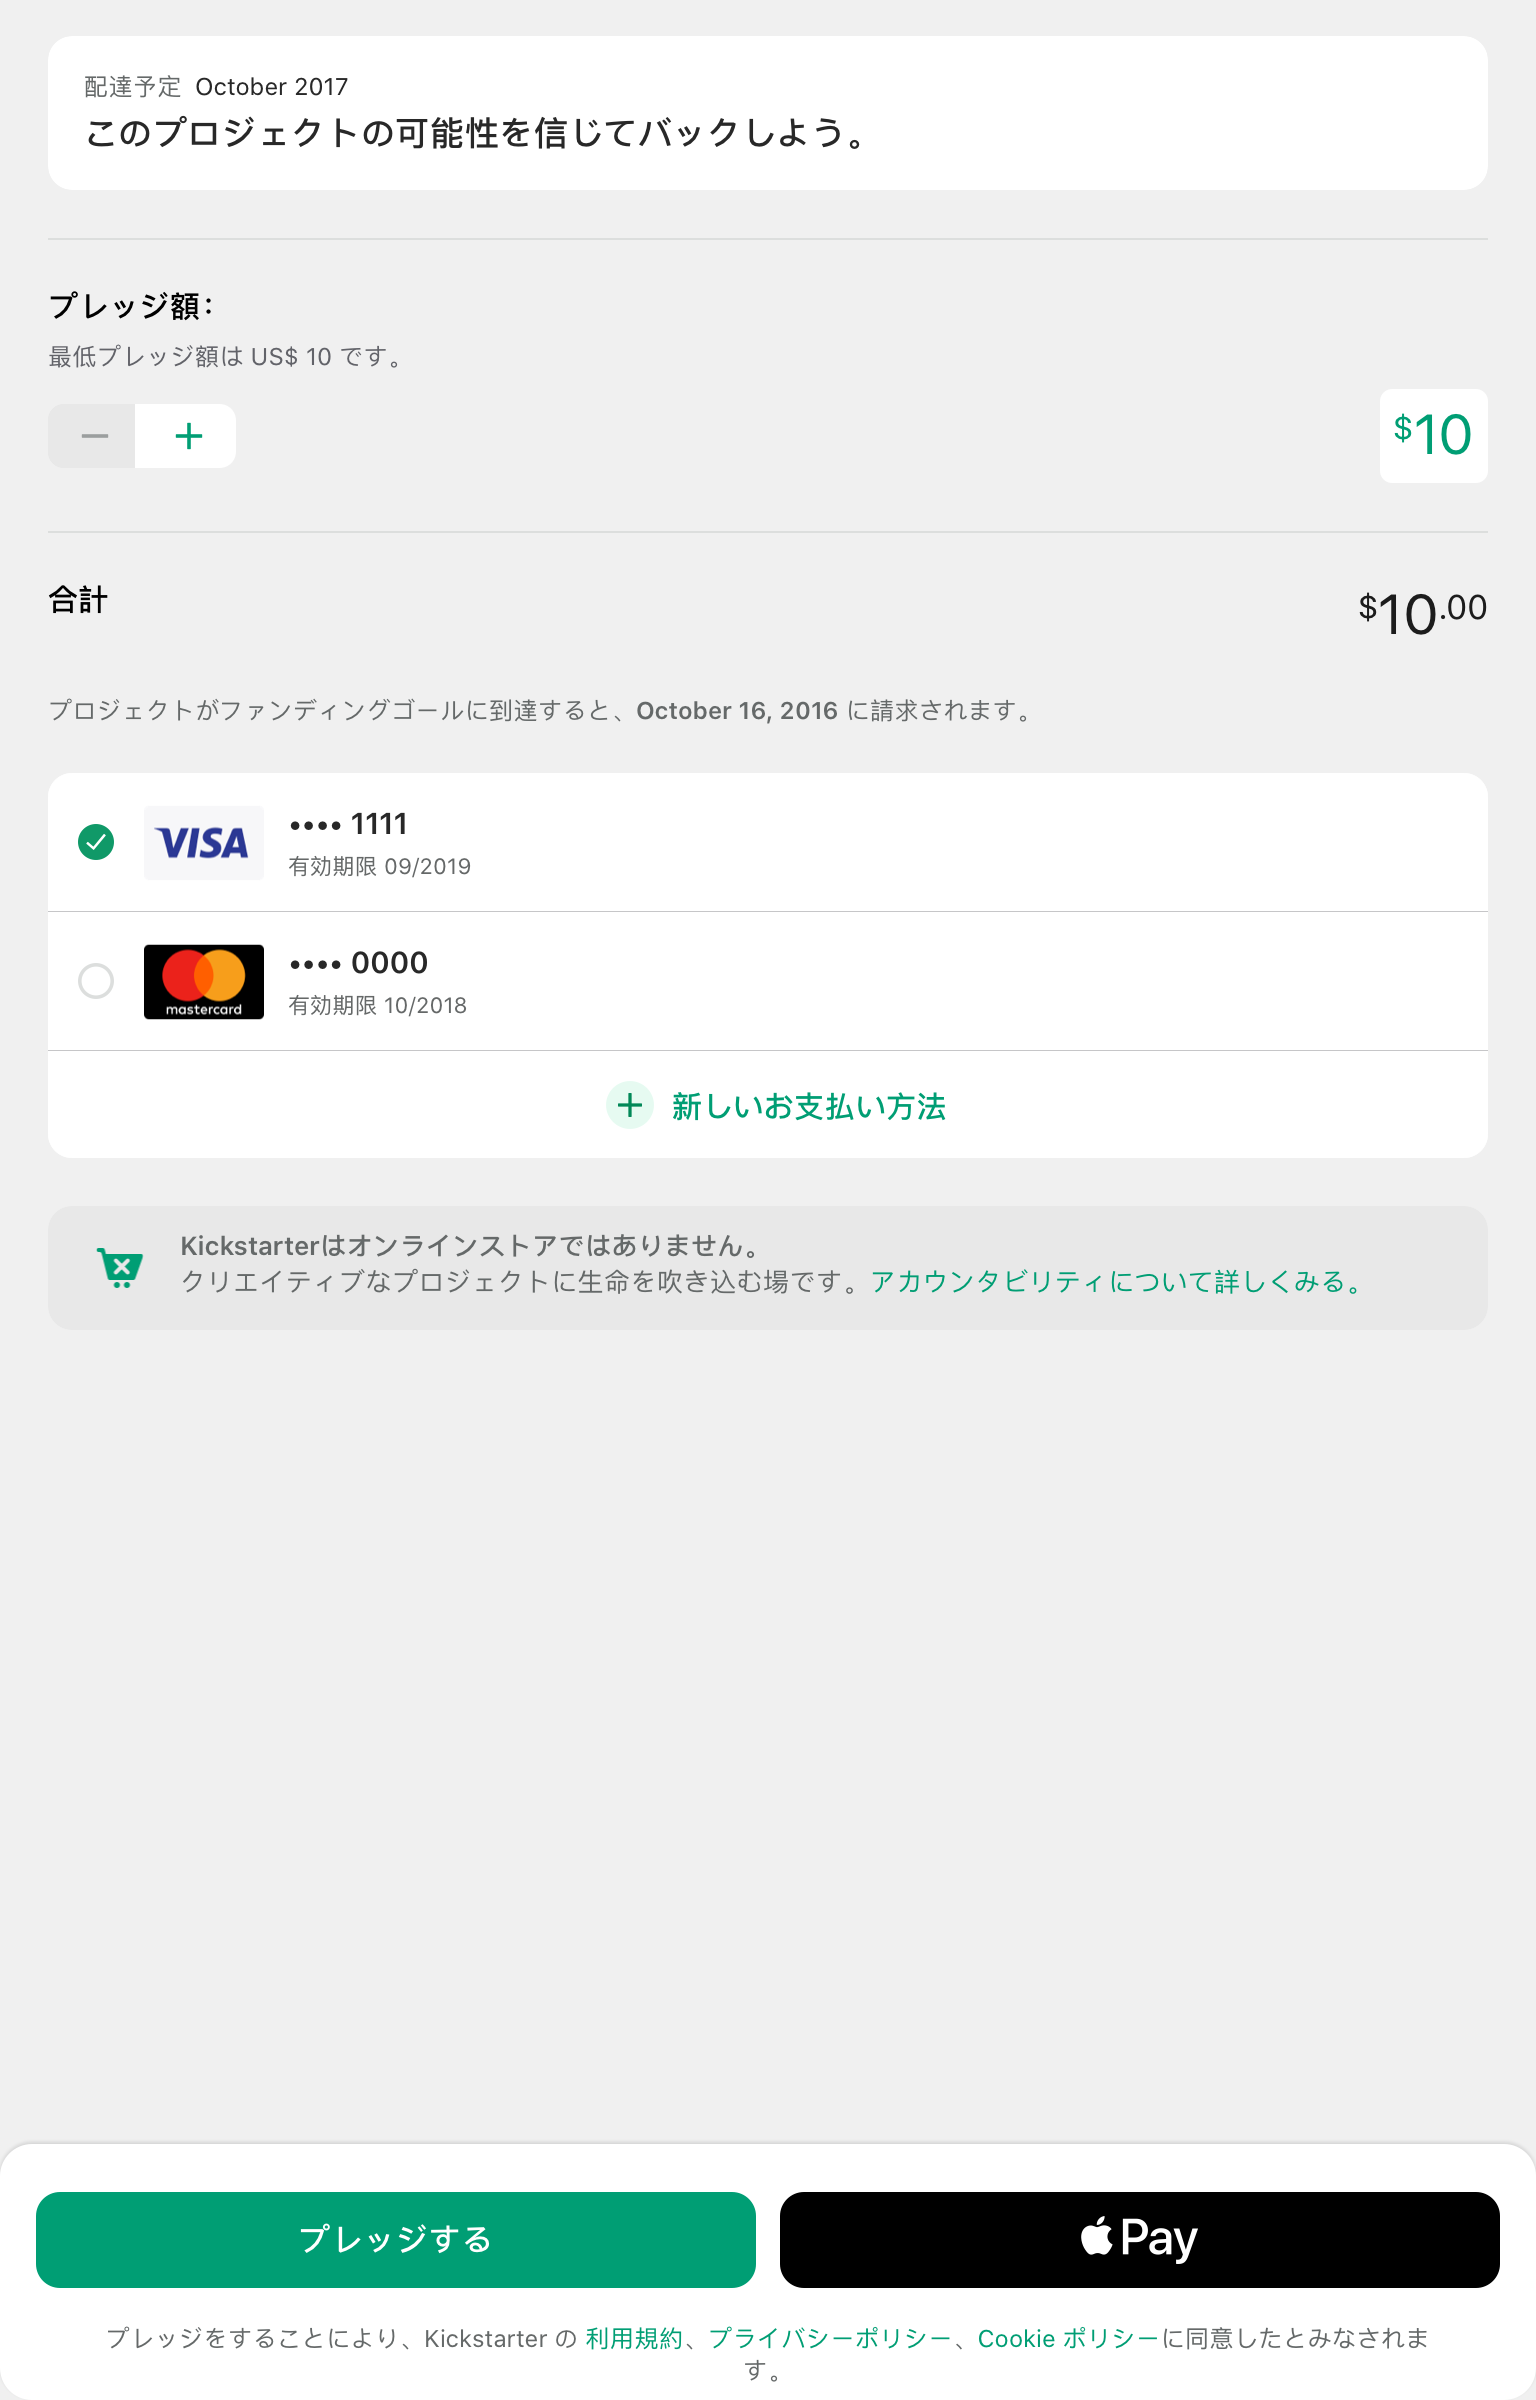 配達予定 October 2017
このプロジェクトの可能性を信じてバックしよう。
プレッジ額：
最低プレッジ額は US$ 10 です。
$10
合計
$10.00
プロジェクトがファンディングゴールに到達すると、October 16, 2016 に請求されます。
VISA
•••• 1111
有効期限 09/2019
mastercard
•••• 0000
有効期限 10/2018
新しいお支払い方法
Kickstarterはオンラインストアではありません。
クリエイティブなプロジェクトに生命を吹き込む場です。アカウンタビリティについて詳しくみる。
プレッジする
Pay
プレッジをすることにより、Kickstarter の 利用規約、プライバシーポリシー、Cookie ポリシーに同意したとみなされま
す。